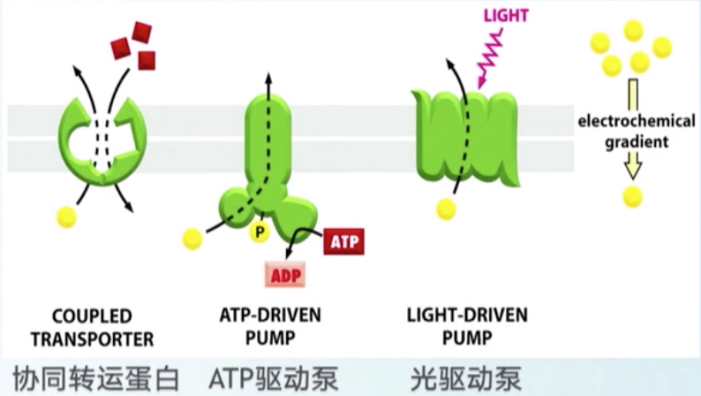 LIGHT
electrochemical
gradient
P
ATP
ADP
COUPLED
TRANSPORTER
ATP-DRIVEN
PUMP
LIGHT-DRIVEN
PUMP
协同转运蛋白
ATP驱动泵
光驱动泵